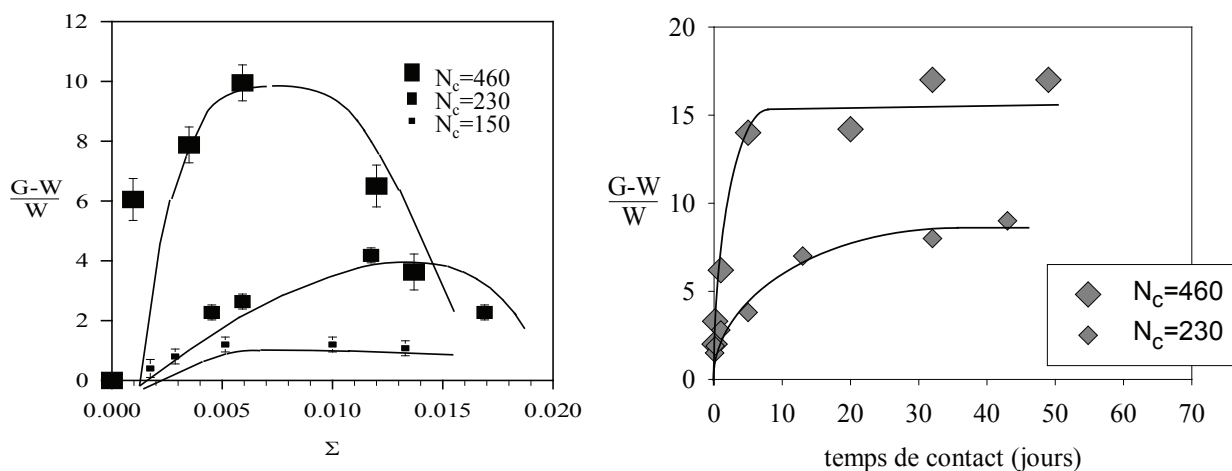 12
10
8
6
4
2
0
G-W
W
N_c=460
N_c=230
N_c=150
0.000 0.005 0.010 0.015 0.020
Σ
20
15
10
5
0
G-W
W
N_c=460
N_c=230
0 10 20 30 40 50 60 70
temps de contact (jours)